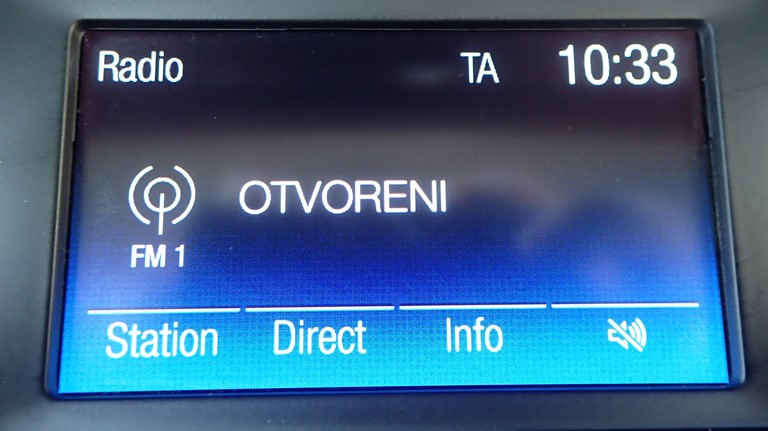 Radio TA 10:33
OTVORENI
FM 1
Station Direct Info